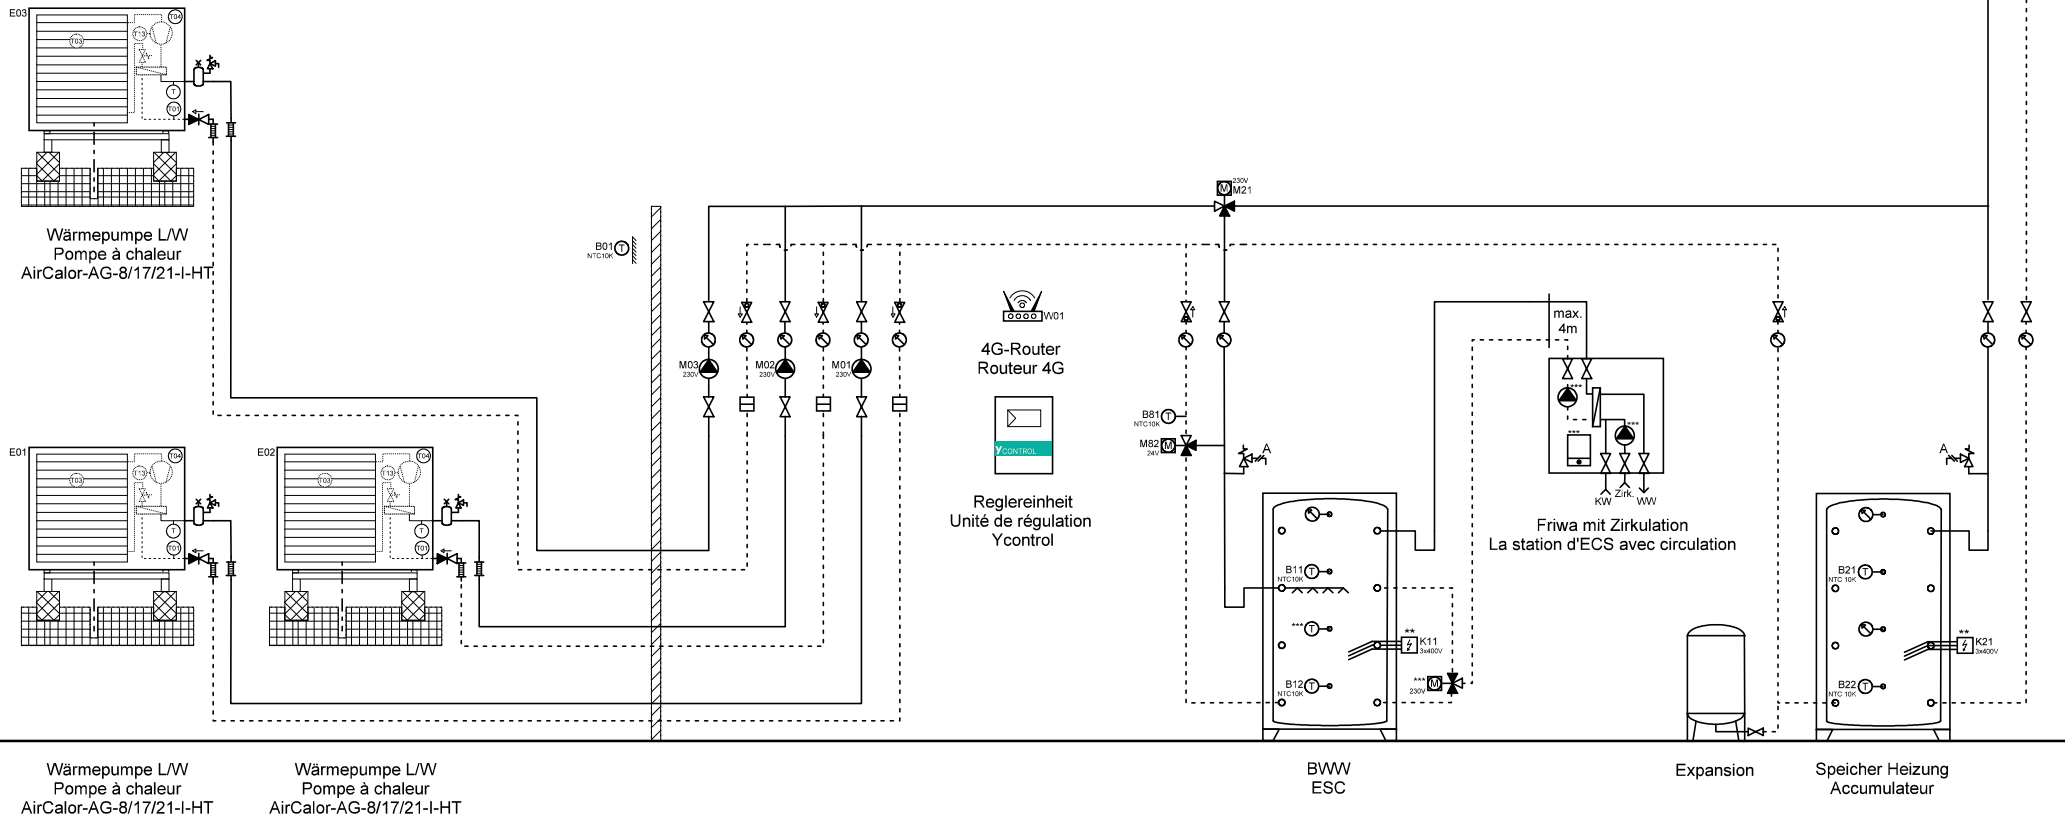 E03
T04
T13
T03
T
T01
Wärmepumpe L/W
Pompe à chaleur
AirCalor-AG-8/17/21-I-HT
B01
T
NTC10K
M
230V
M21
W01
4G-Router
Routeur 4G
M03
230V
M02
230V
M01
230V
YCONTROL
Reglereinheit
Unité de régulation
Ycontrol
max.
4m
***
***
***
KW
Zirk.
WW
Friwa mit Zirkulation
La station d'ECS avec circulation
B81
T
NTC10K
M82
M
24V
A
A
E01
T04
T13
T03
T
T01
E02
T04
T13
T03
T
T01
B11
T
NTC10K
***
T
**
K11
3x400V
B12
T
NTC10K
***
M
230V
B21
T
NTC 10K
**
K21
3x400V
B22
T
NTC 10K
Wärmepumpe L/W
Pompe à chaleur
AirCalor-AG-8/17/21-I-HT
Wärmepumpe L/W
Pompe à chaleur
AirCalor-AG-8/17/21-I-HT
BWW
ESC
Expansion
Speicher Heizung
Accumulateur